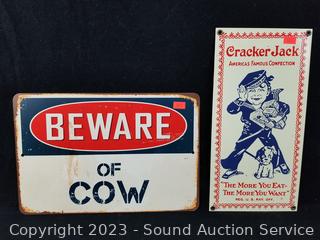 BEWARE
OF
COW
Cracker Jack
AMERICAS FAMOUS CONFECTION
"THE MORE YOU EAT-
THE MORE YOU WANT"
REG. U.S. PAT. OFF.
Copyright 2023 - Sound Auction Service